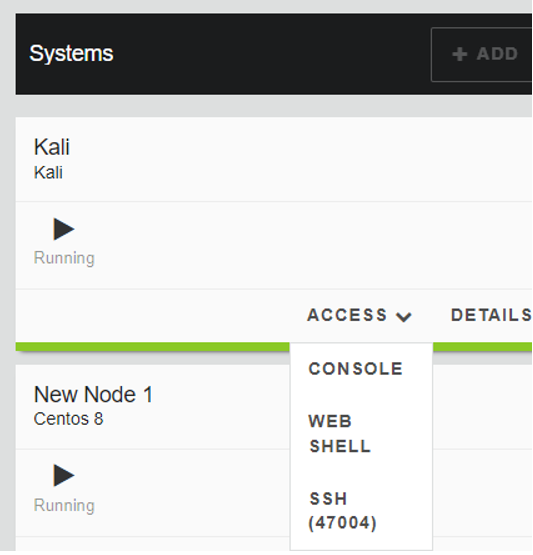 Systems
+ ADD
Kali
Kali
Running
ACCESS DETAILS
CONSOLE
New Node 1
Centos 8
WEB
SHELL
Running
SSH
(47004)